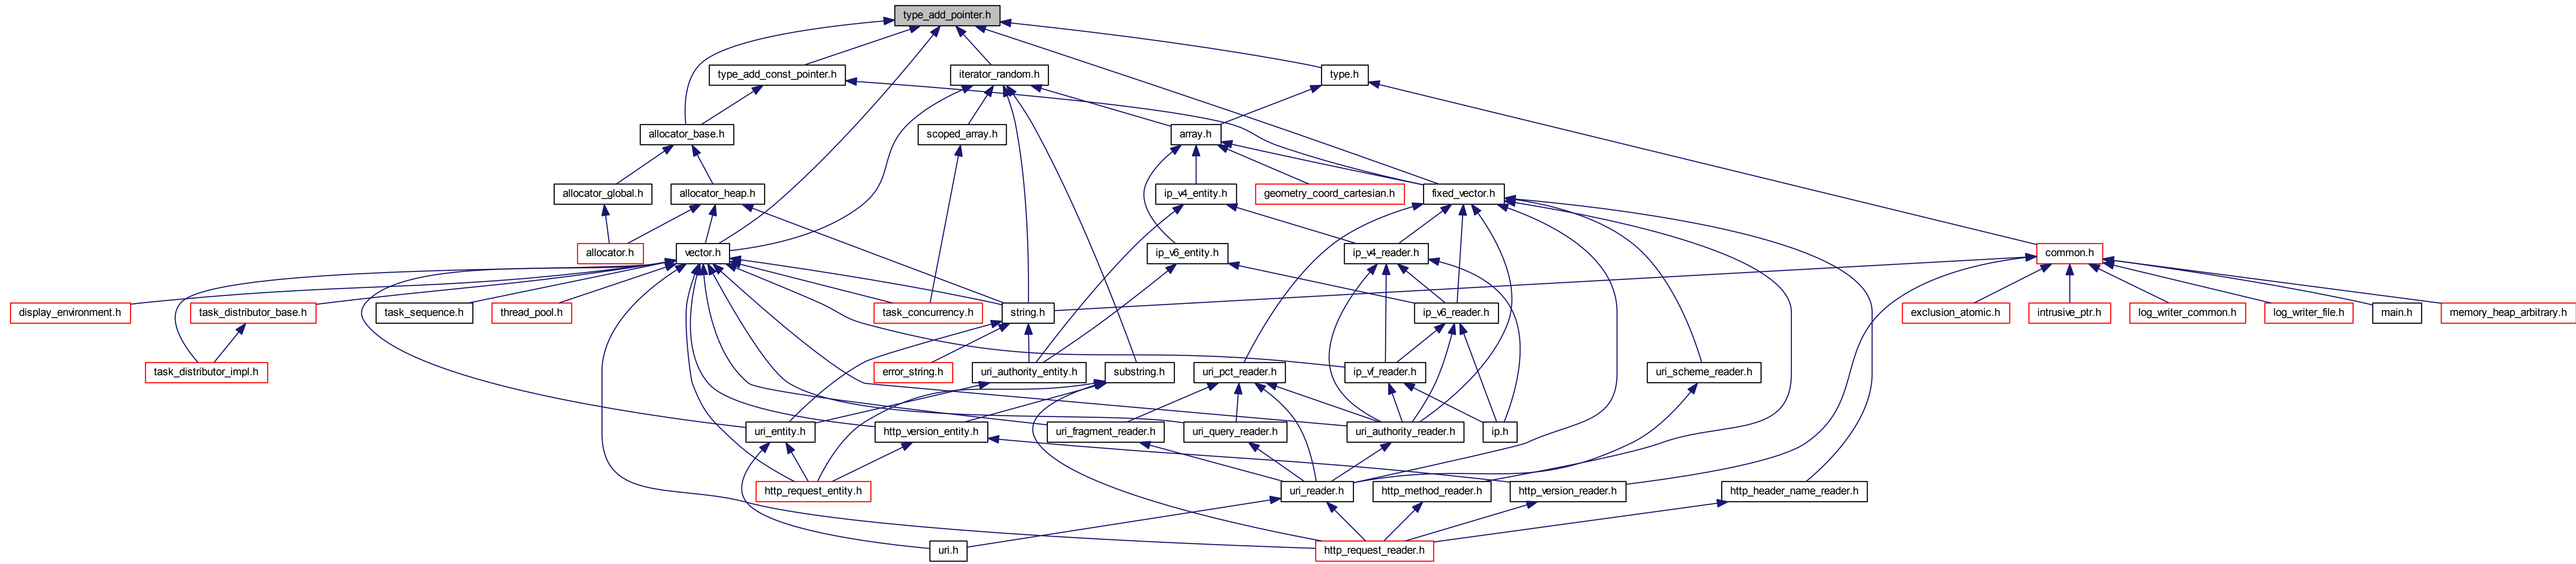 type_add_pointer.h
type_add_const_pointer.h
iterator_random.h
type.h
allocator_base.h
scoped_array.h
array.h
allocator_global.h
allocator_heap.h
ip_v4_entity.h
geometry_coord_cartesian.h
fixed_vector.h
allocator.h
vector.h
ip_v6_entity.h
ip_v4_reader.h
common.h
display_environment.h
task_distributor_base.h
task_sequence.h
thread_pool.h
task_concurrency.h
string.h
ip_v6_reader.h
exclusion_atomic.h
intrusive_ptr.h
log_writer_common.h
log_writer_file.h
main.h
memory_heap_arbitrary.h
task_distributor_impl.h
error_string.h
uri_authority_entity.h
substring.h
uri_pct_reader.h
ip_vf_reader.h
uri_scheme_reader.h
uri_entity.h
http_version_entity.h
uri_fragment_reader.h
uri_query_reader.h
uri_authority_reader.h
ip.h
http_request_entity.h
uri_reader.h
http_method_reader.h
http_version_reader.h
http_header_name_reader.h
uri.h
http_request_reader.h